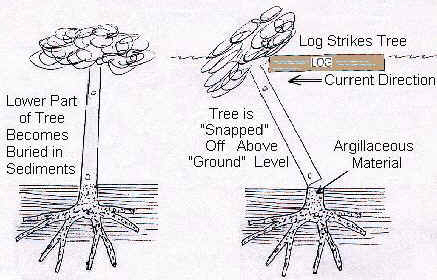 Lower Part
of Tree
Becomes
Buried in
Sediments
Log Strikes Tree
LOG
Current Direction
Tree is
"Snapped"
Off Above
"Ground" Level
Argillaceous
Material